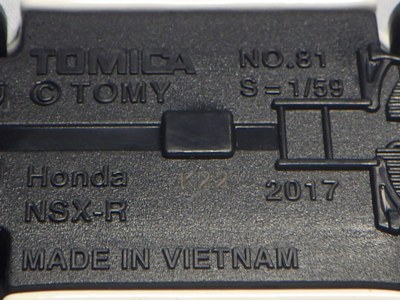 TOMICA NO.81
© TOMY S=1/59
Honda 2017
NSX-R
MADE IN VIETNAM